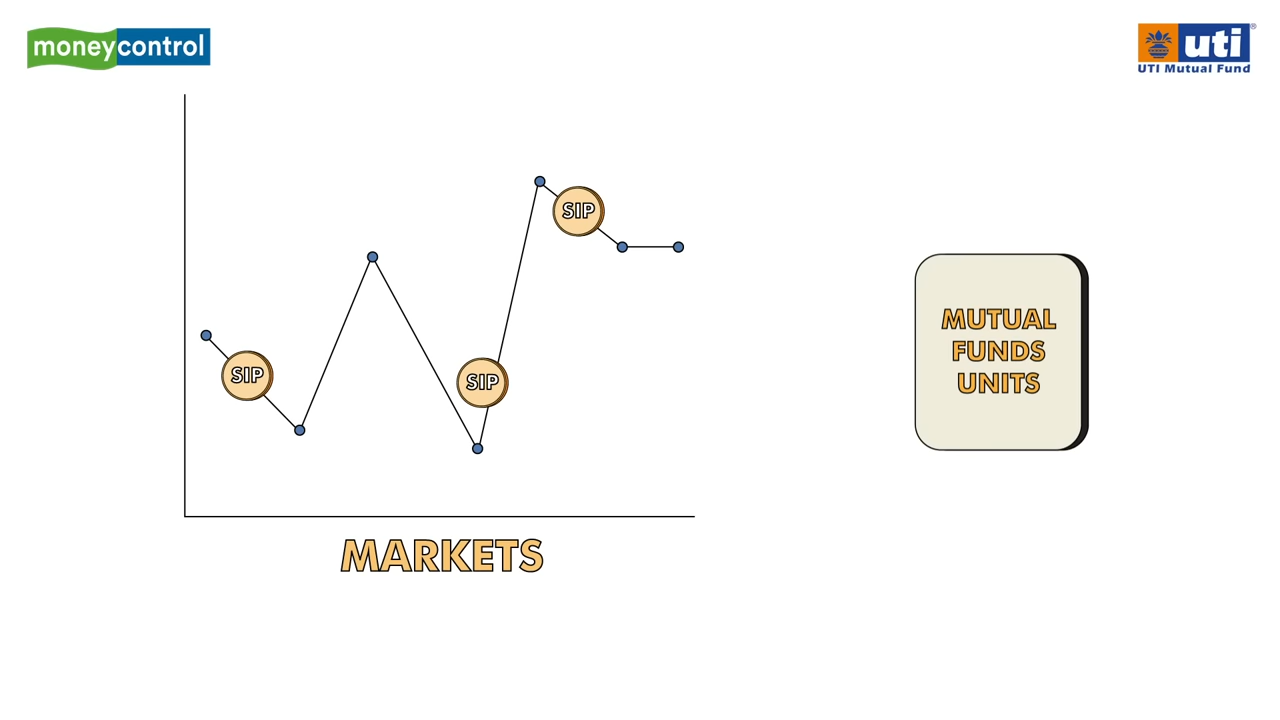 moneycontrol
uti
UTI Mutual Fund
SIP
SIP
SIP
MUTUAL
FUNDS
UNITS
MARKETS